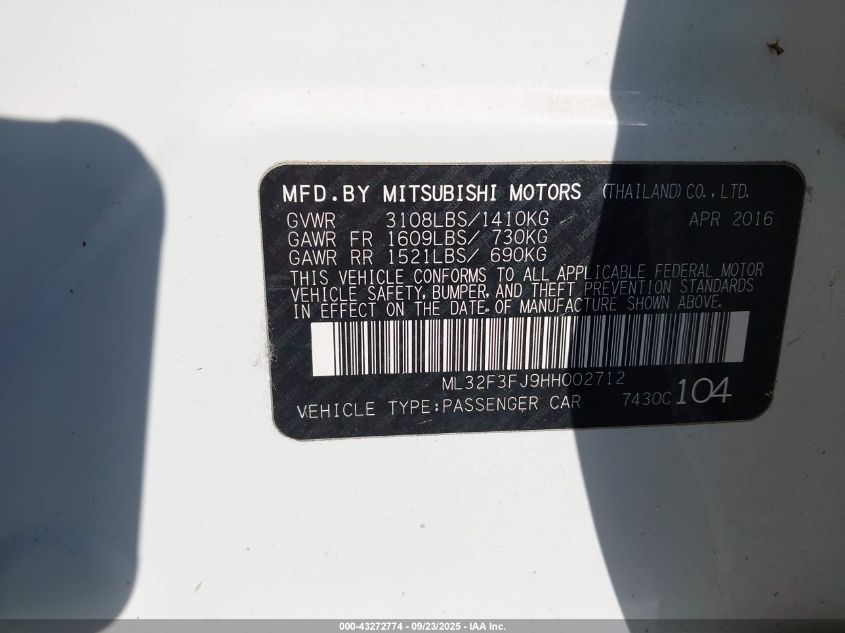 MFD.BY MITSUBISHI MOTORS (THAILAND)CO.,LTD.
GVWR 3108LBS/1410KG APR 2016
GAWR FR 1609LBS/ 730KG
GAWR RR 1521LBS/ 690KG
THIS VEHICLE CONFORMS TO ALL APPLICABLE FEDERAL MOTOR
VEHICLE SAFETY, BUMPER, AND THEFT PREVENTION STANDARDS
IN EFFECT ON THE DATE OF MANUFACTURE SHOWN ABOVE.
ML32F3FJ9HH002712
VEHICLE TYPE:PASSENGER CAR 7430C 104
000-43272774 - 09/23/2025 - IAA Inc.